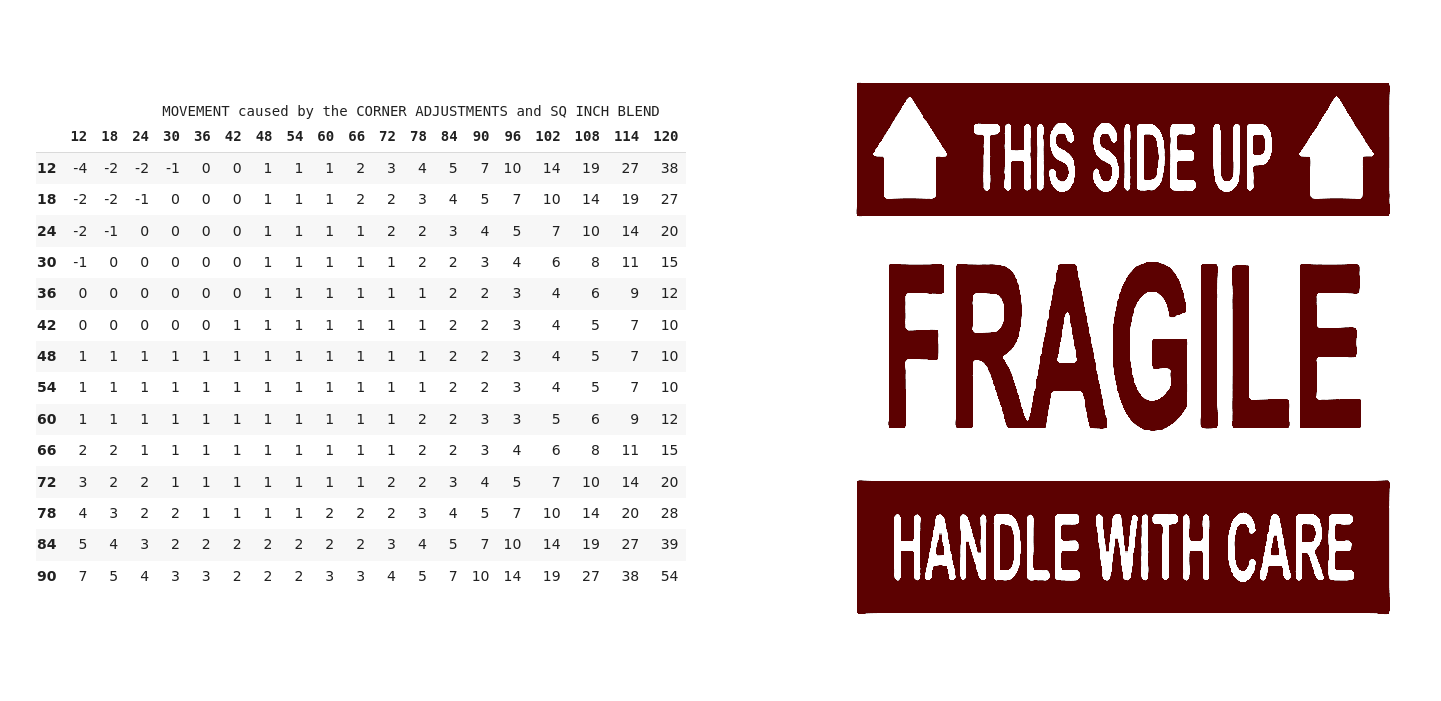 MOVEMENT caused by the CORNER ADJUSTMENTS and SQ INCH BLEND
12 18 24 30 36 42 48 54 60 66 72 78 84 90 96 102 108 114 120
12 -4 -2 -2 -1 0 0 1 1 1 2 3 4 5 7 10 14 19 27 38
18 -2 -2 -1 0 0 0 1 1 1 2 2 3 4 5 7 10 14 19 27
24 -2 -1 0 0 0 0 1 1 1 1 2 2 3 4 5 7 10 14 20
30 -1 0 0 0 0 0 1 1 1 1 1 2 2 3 4 6 8 11 15
36 0 0 0 0 0 0 1 1 1 1 1 1 2 2 3 4 6 9 12
42 0 0 0 0 0 1 1 1 1 1 1 1 2 2 3 4 5 7 10
48 1 1 1 1 1 1 1 1 1 1 1 1 2 2 3 4 5 7 10
54 1 1 1 1 1 1 1 1 1 1 1 1 2 2 3 4 5 7 10
60 1 1 1 1 1 1 1 1 1 1 1 2 2 3 3 5 6 9 12
66 2 2 1 1 1 1 1 1 1 1 1 2 2 3 4 6 8 11 15
72 3 2 2 1 1 1 1 1 1 1 2 2 3 4 5 7 10 14 20
78 4 3 2 2 1 1 1 1 2 2 2 3 4 5 7 10 14 20 28
84 5 4 3 2 2 2 2 2 2 2 3 4 5 7 10 14 19 27 39
90 7 5 4 3 3 2 2 2 3 3 4 5 7 10 14 19 27 38 54
THIS SIDE UP
FRAGILE
HANDLE WITH CARE